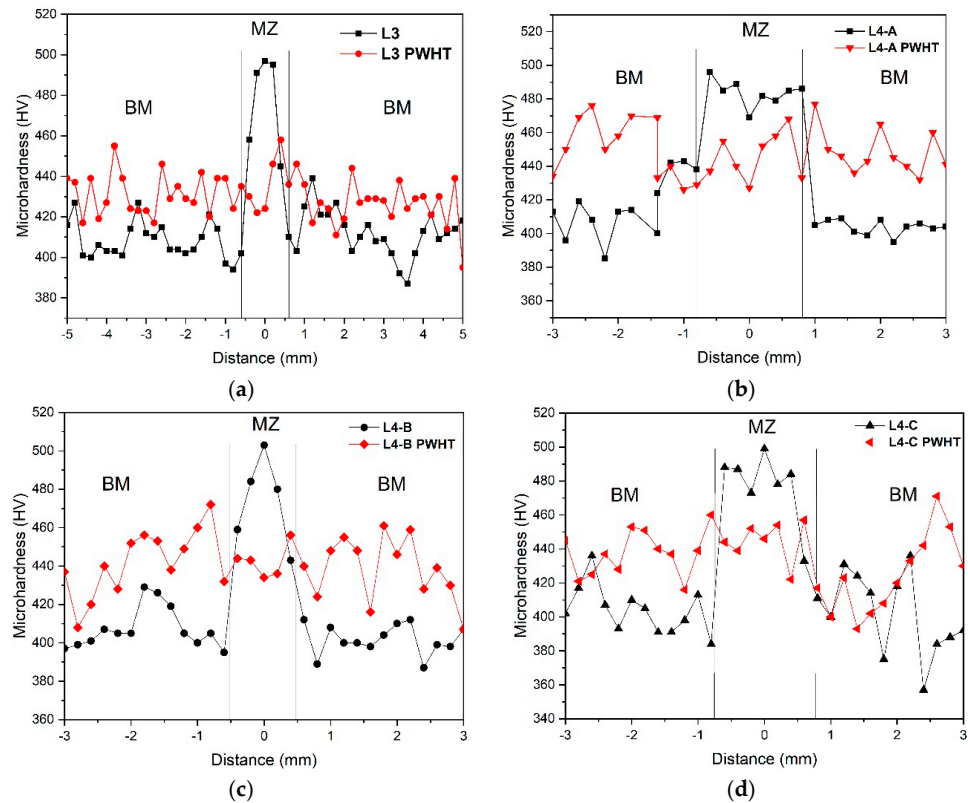 MZ
L3
L3 PWHT
BM
BM
Microhardness (HV)
520
500
480
460
440
420
400
380
360
-5 -4 -3 -2 -1 0 1 2 3 4 5
Distance (mm)
(a)
MZ
L4-A
L4-A PWHT
BM
BM
Microhardness (HV)
520
500
480
460
440
420
400
380
360
340
-3 -2 -1 0 1 2 3
Distance (mm)
(b)
MZ
L4-B
L4-B PWHT
BM
BM
Microhardness (HV)
520
500
480
460
440
420
400
380
360
-3 -2 -1 0 1 2 3
Distance (mm)
(c)
MZ
L4-C
L4-C PWHT
BM
BM
Microhardness (HV)
520
500
480
460
440
420
400
380
360
340
-3 -2 -1 0 1 2 3
Distance (mm)
(d)